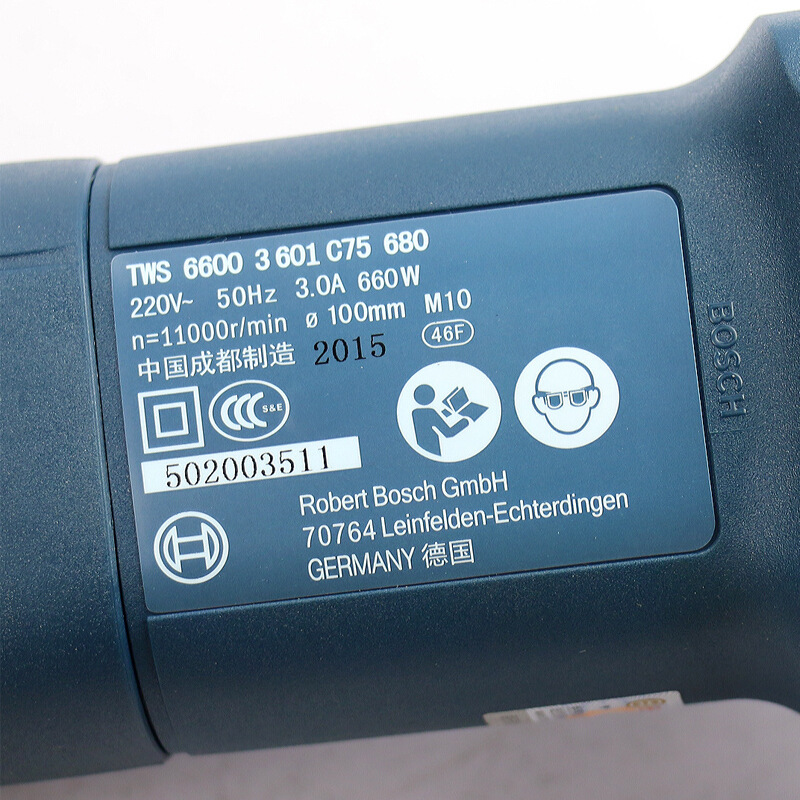 TWS 6600 3 601 C75 680
220V~ 50Hz 3.0A 660W
n=11000r/min ø 100mm M10
中国成都制造 2015 46F
CCC S&E
502003511
Robert Bosch GmbH
70764 Leinfelden-Echterdingen
GERMANY 德国
BOSCH